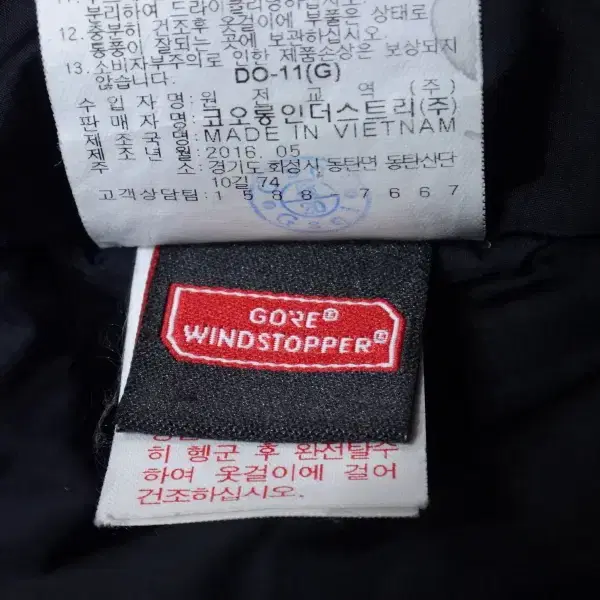 분리하여 드라이클리닝하십시오.
12. 충분히 건조후 옷걸이에 부품은 상태로
통풍이 잘되는 곳에 보관하십시오.
13. 소비자부주의로 인한 제품손상은 보상되지
않습니다.
DO-11(G)
수 입 자 명 : 원 전 교 역 (주)
판 매 자 명 : 코오롱인더스트리(주)
제 조 국 명 : MADE IN VIETNAM
제 조 년 월 : 2016. 05
주 소 : 경기도 화성시 동탄면 동탄산단
10길 74
고객상담팀 : 1 5 8 8 - 7 6 6 7
GORE®
WINDSTOPPER®
히 헹군 후 완전탈수
하여 옷걸이에 걸어
건조하십시오.